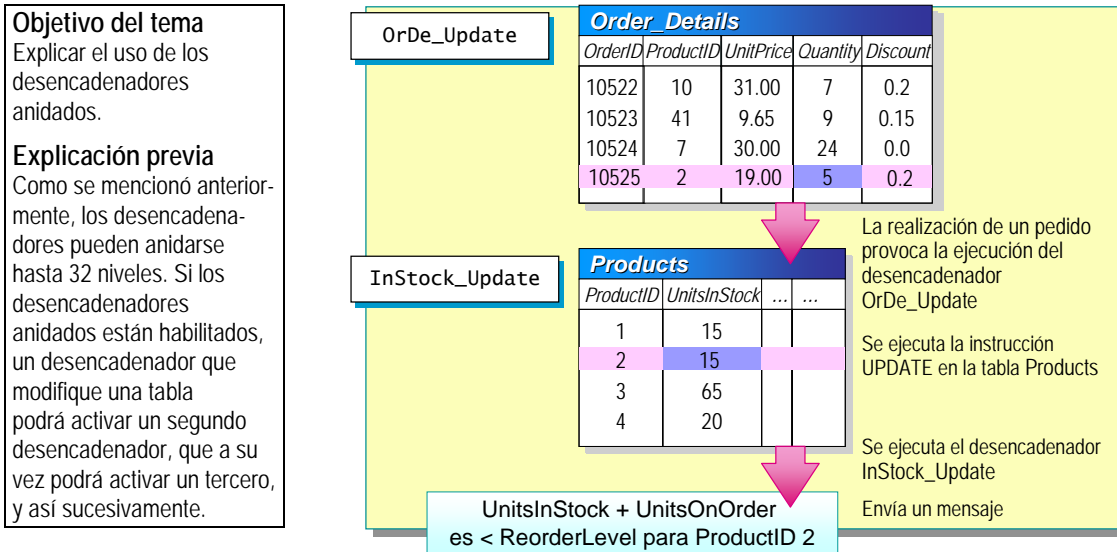 Objetivo del tema
Explicar el uso de los
desencadenadores
anidados.
Explicación previa
Como se mencionó anterior-
mente, los desencadena-
dores pueden anidarse
hasta 32 niveles. Si los
desencadenadores
anidados están habilitados,
un desencadenador que
modifique una tabla
podrá activar un segundo
desencadenador, que a su
vez podrá activar un tercero,
y así sucesivamente.
OrDe_Update
Order_Details
OrderID ProductID UnitPrice Quantity Discount
10522 10 31.00 7 0.2
10523 41 9.65 9 0.15
10524 7 30.00 24 0.0
10525 2 19.00 5 0.2
La realización de un pedido
provoca la ejecución del
desencadenador
OrDe_Update
InStock_Update
Products
ProductID UnitsInStock ... ...
1 15
2 15
3 65
4 20
Se ejecuta la instrucción
UPDATE en la tabla Products
Se ejecuta el desencadenador
InStock_Update
Envía un mensaje
UnitsInStock + UnitsOnOrder
es < ReorderLevel para ProductID 2